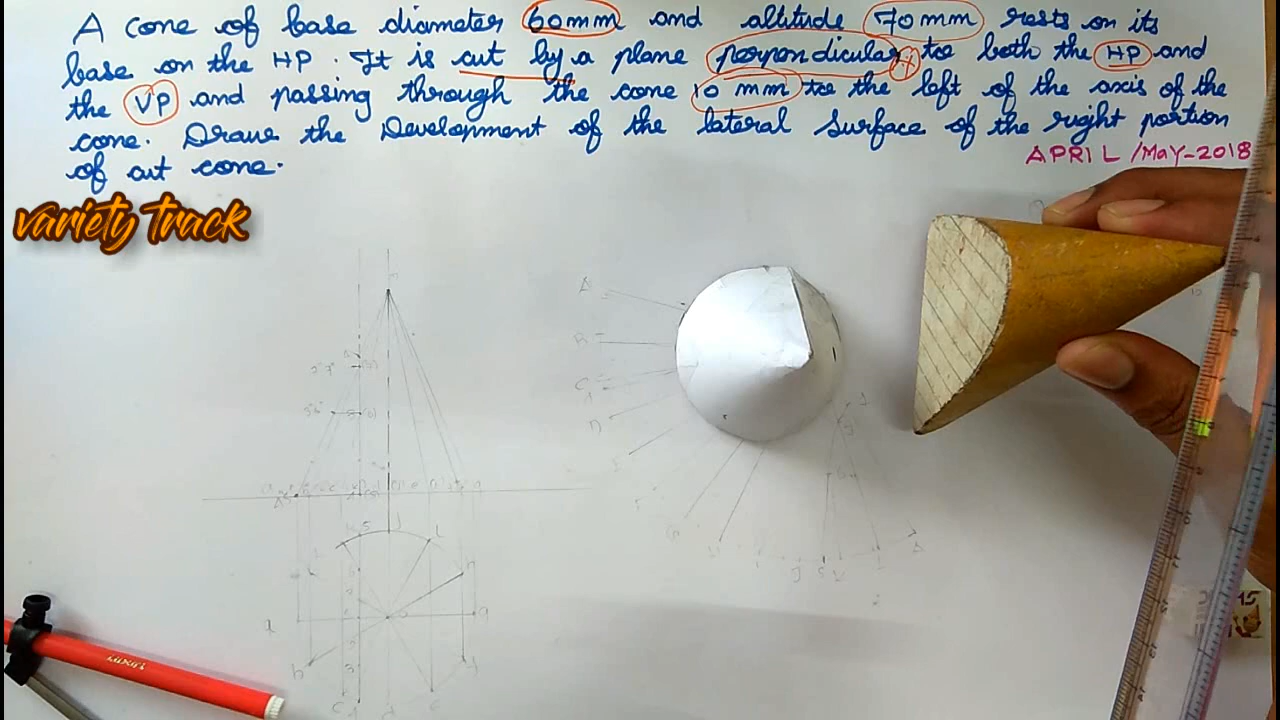 A cone of base diameter 60mm and altitude 70mm rests on its
base on the HP. It is cut by a plane perpendicular to both the HP and
the VP and passing through the cone 10 mm to the left of the axis of the
cone. Draw the Development of the lateral Surface of the right portion
of cut cone.
APRIL/MAY-2018
variety track